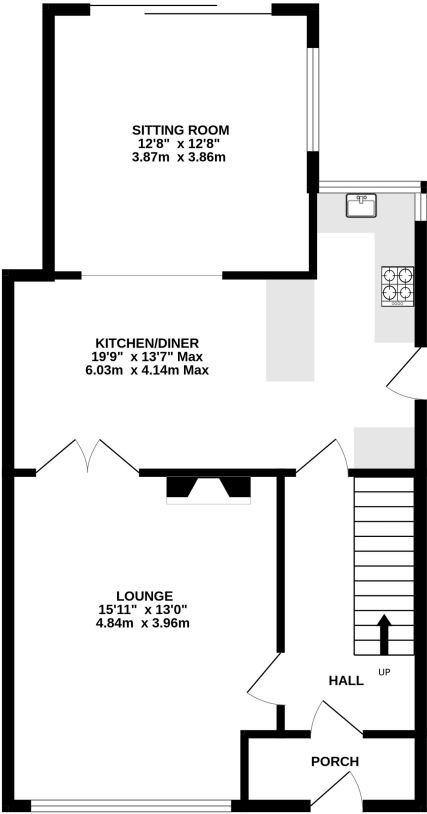 SITTING ROOM
12'8" x 12'8"
3.87m x 3.86m
KITCHEN/DINER
19'9" x 13'7" Max
6.03m x 4.14m Max
LOUNGE
15'11" x 13'0"
4.84m x 3.96m
UP
HALL
PORCH